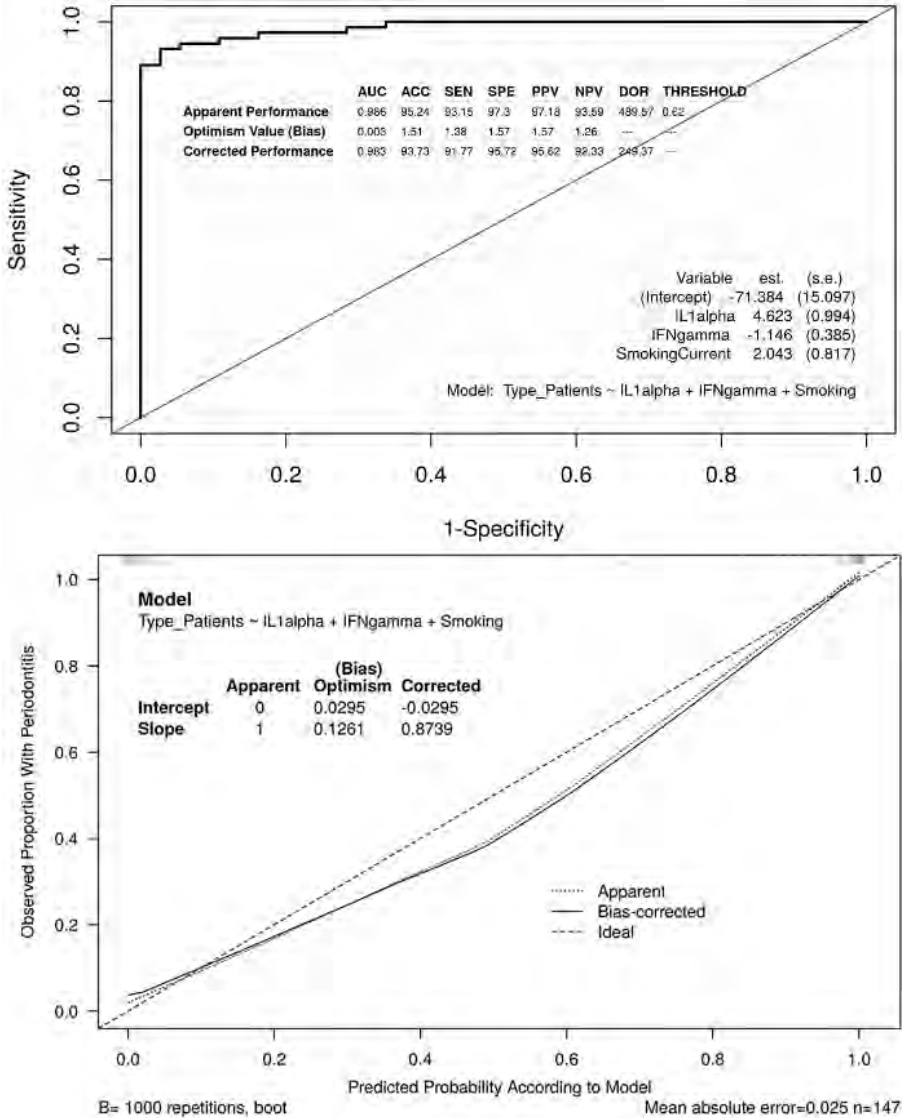 1.0
0.8
0.6
0.4
0.2
0.0
Sensitivity
AUC ACC SEN SPE PPV NPV DOR THRESHOLD
Apparent Performance 0.986 95.24 93.15 97.3 97.18 93.59 489.57 0.62
Optimism Value (Bias) 0.003 1.51 1.38 1.57 1.57 1.26 --- ---
Corrected Performance 0.983 93.73 91.77 95.72 95.62 92.33 249.37 ---
Variable est. (s.e.)
(Intercept) -71.384 (15.097)
IL1alpha 4.623 (0.994)
IFNgamma -1.146 (0.385)
SmokingCurrent 2.043 (0.817)
Model: Type_Patients ~ IL1alpha + IFNgamma + Smoking
0.0 0.2 0.4 0.6 0.8 1.0
1-Specificity
1.0
0.8
0.6
0.4
0.2
0.0
Observed Proportion With Periodontitis
Model
Type_Patients ~ IL1alpha + IFNgamma + Smoking
(Bias)
Apparent Optimism Corrected
Intercept 0 0.0295 -0.0295
Slope 1 0.1261 0.8739
Apparent
Bias-corrected
Ideal
0.0 0.2 0.4 0.6 0.8 1.0
Predicted Probability According to Model
B= 1000 repetitions, boot Mean absolute error=0.025 n=147